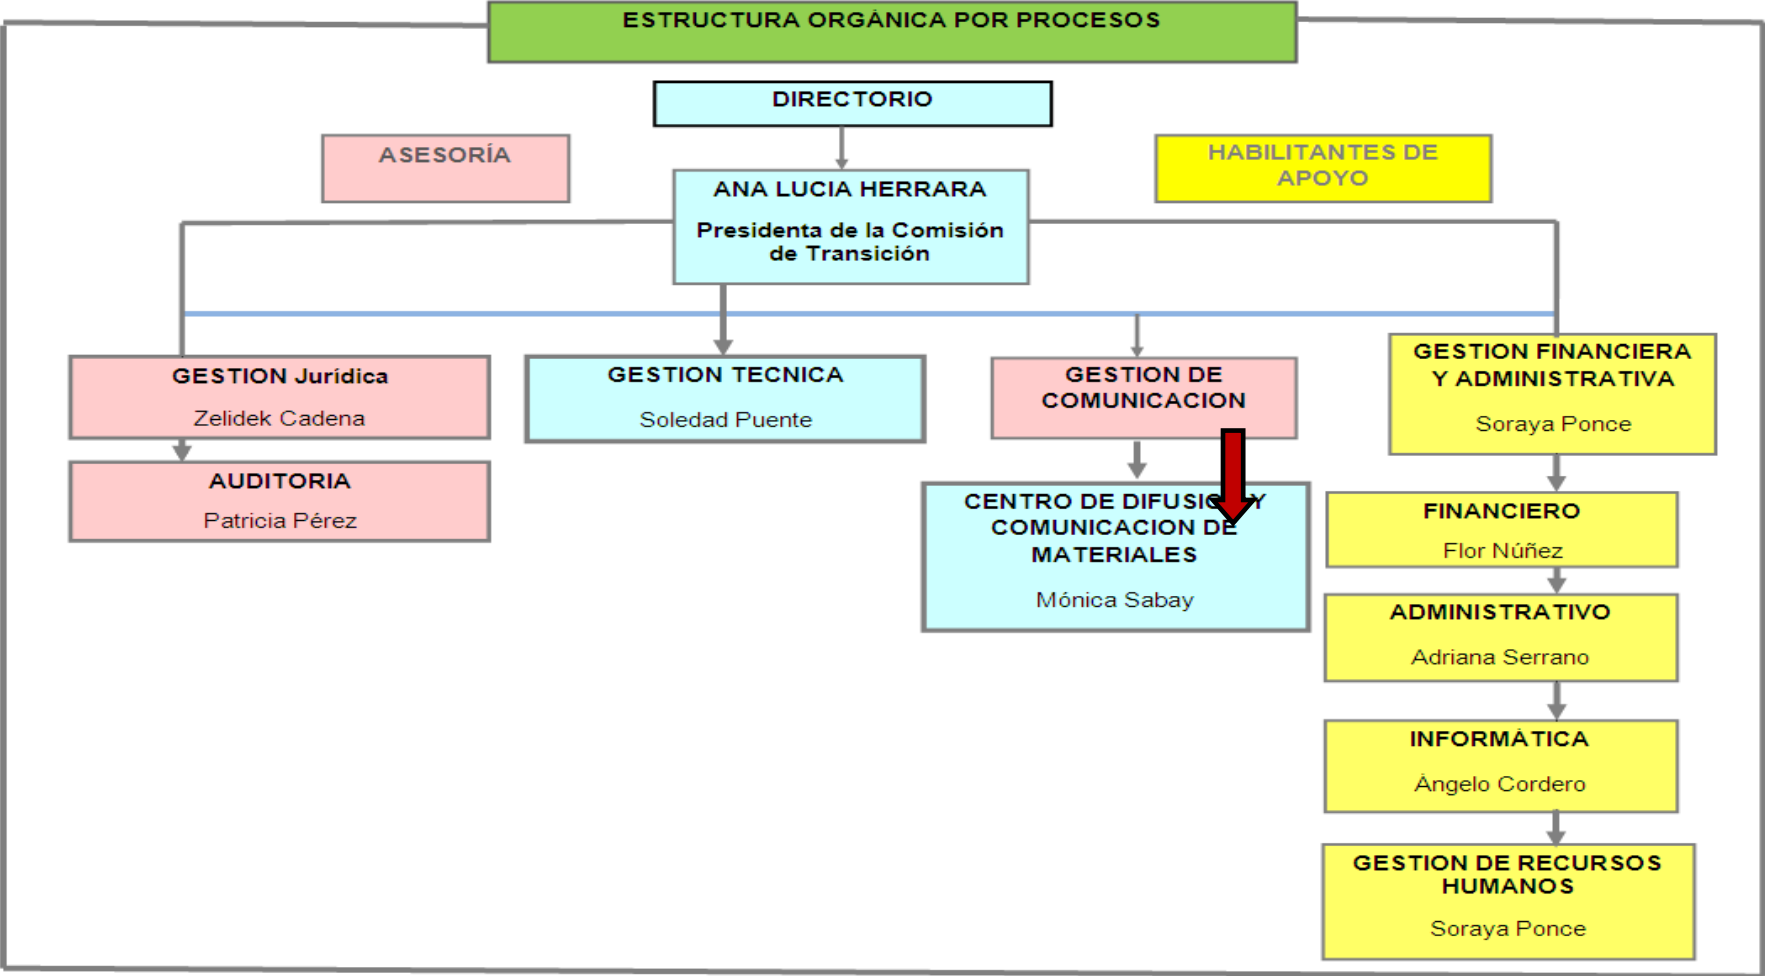 ESTRUCTURA ORGÁNICA POR PROCESOS
DIRECTORIO
ASESORÍA
HABILITANTES DE
APOYO
ANA LUCIA HERRARA
Presidenta de la Comisión
de Transición
GESTION Jurídica
Zelidek Cadena
AUDITORIA
Patricia Pérez
GESTION TECNICA
Soledad Puente
GESTION DE
COMUNICACION
CENTRO DE Y
COMUNICACION DE
MATERIALES
Mónica Sabay
GESTION FINANCIERA
Y ADMINISTRATIVA
Soraya Ponce
FINANCIERO
Flor Núñez
ADMINISTRATIVO
Adriana Serrano
INFORMÁTICA
Ángelo Cordero
GESTION DE RECURSOS
HUMANOS
Soraya Ponce